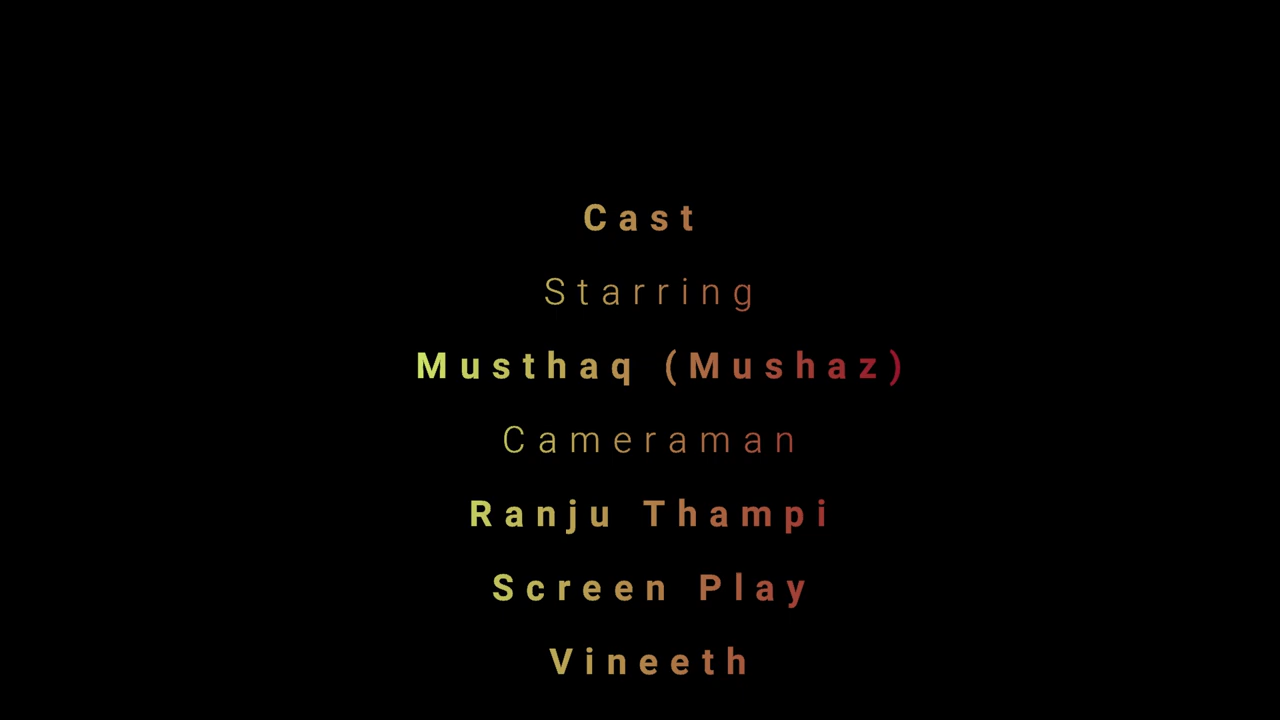 Cast
Starring
Musthaq (Mushaz)
Cameraman
Ranju Thampi
Screen Play
Vineeth